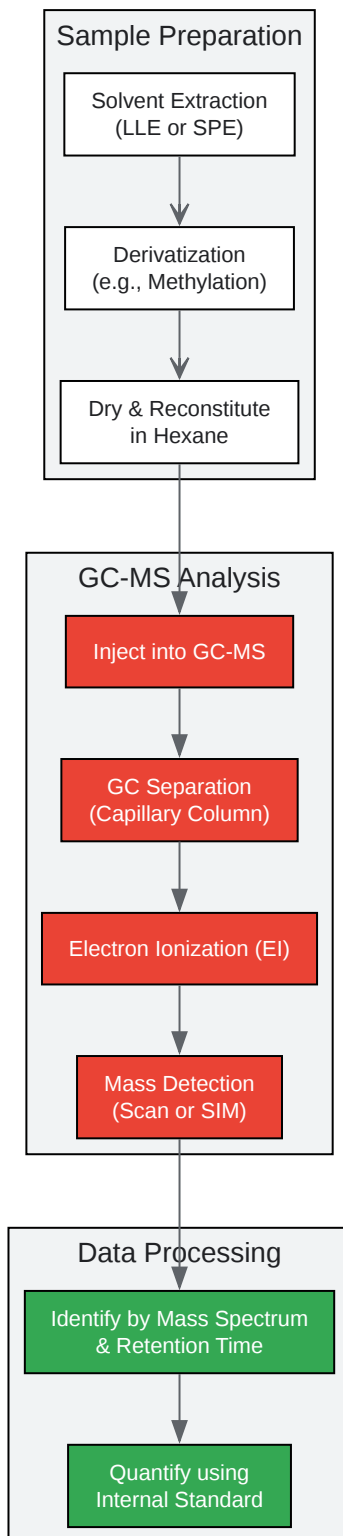 Sample Preparation
Solvent Extraction
(LLE or SPE)
Derivatization
(e.g., Methylation)
Dry & Reconstitute
in Hexane
GC-MS Analysis
Inject into GC-MS
GC Separation
(Capillary Column)
Electron Ionization (EI)
Mass Detection
(Scan or SIM)
Data Processing
Identify by Mass Spectrum
& Retention Time
Quantify using
Internal Standard